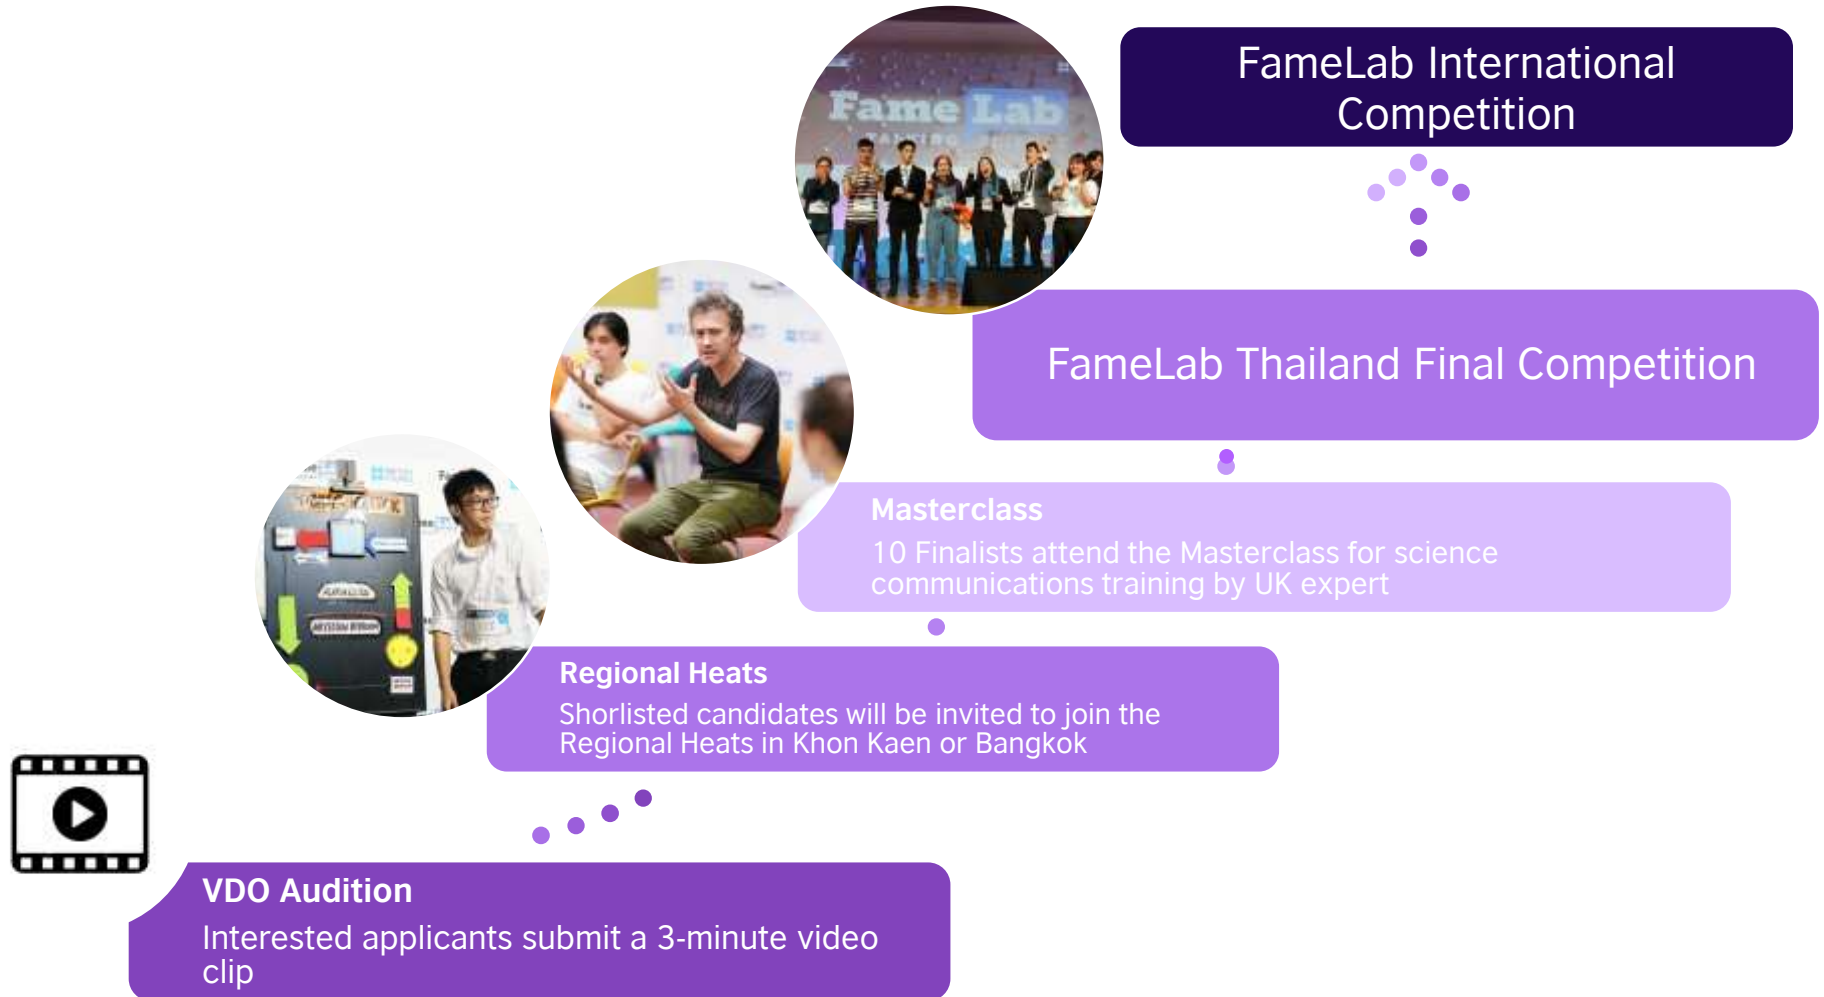 FameLab International
Competition
Fame Lab
TALKING
FameLab Thailand Final Competition
Masterclass
10 Finalists attend the Masterclass for science
communications training by UK expert
Regional Heats
Shorlisted candidates will be invited to join the
Regional Heats in Khon Kaen or Bangkok
VDO Audition
Interested applicants submit a 3-minute video
clip